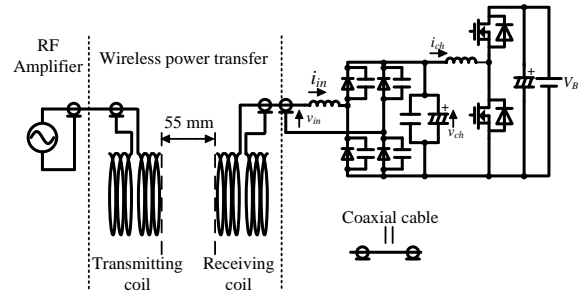 RF
Amplifier
Wireless power transfer
55 mm
i_in
v_in
i_ch
v_ch
V_B
Coaxial cable
Transmitting
coil
Receiving
coil